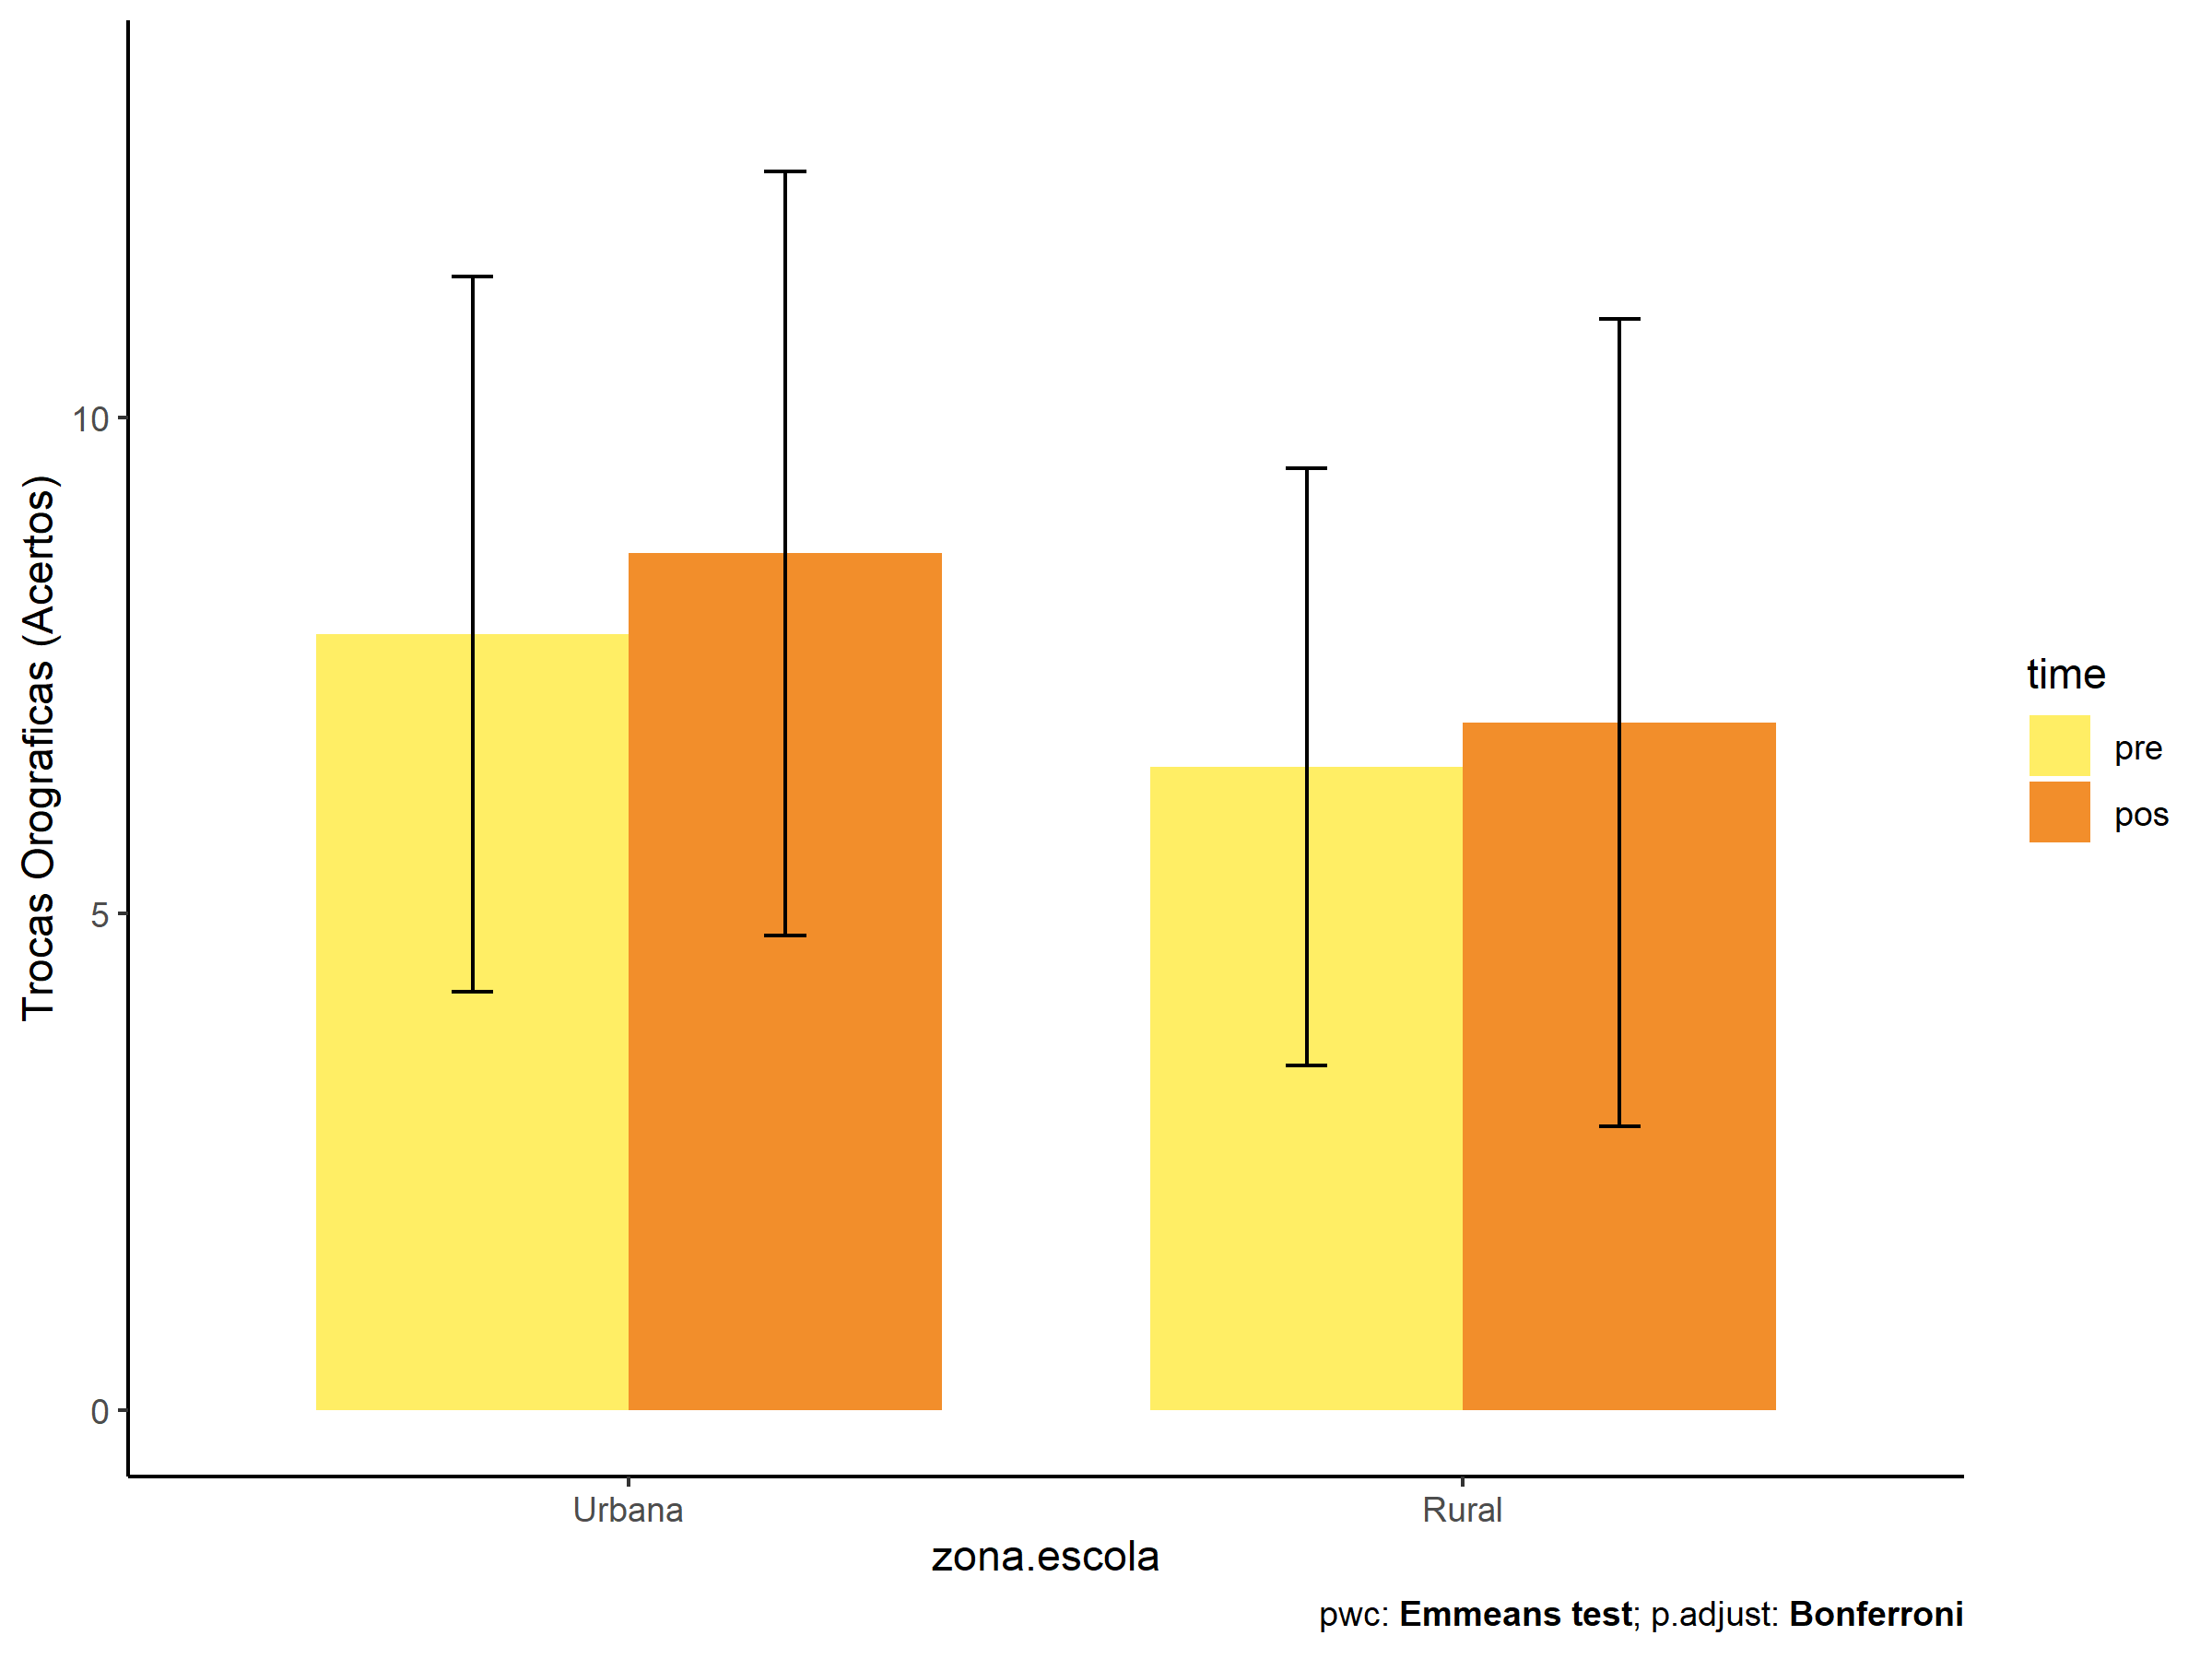 Trocas Orograficas (Acertos)
10
5
0
Urbana
Rural
zona.escola
time
pre
pos
pwc: Emmeans test; p.adjust: Bonferroni